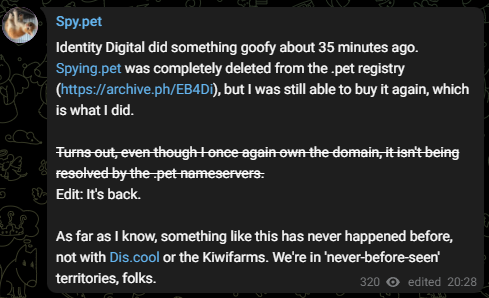 Spy.pet
Identity Digital did something goofy about 35 minutes ago.
Spying.pet was completely deleted from the .pet registry
(https://archive.ph/EB4Di), but I was still able to buy it again, which
is what I did.
Turns out, even though I once again own the domain, it isn't being
resolved by the .pet nameservers.
Edit: It's back.
As far as I know, something like this has never happened before,
not with Dis.cool or the Kiwifarms. We're in 'never-before-seen'
territories, folks.
320 edited 20:28